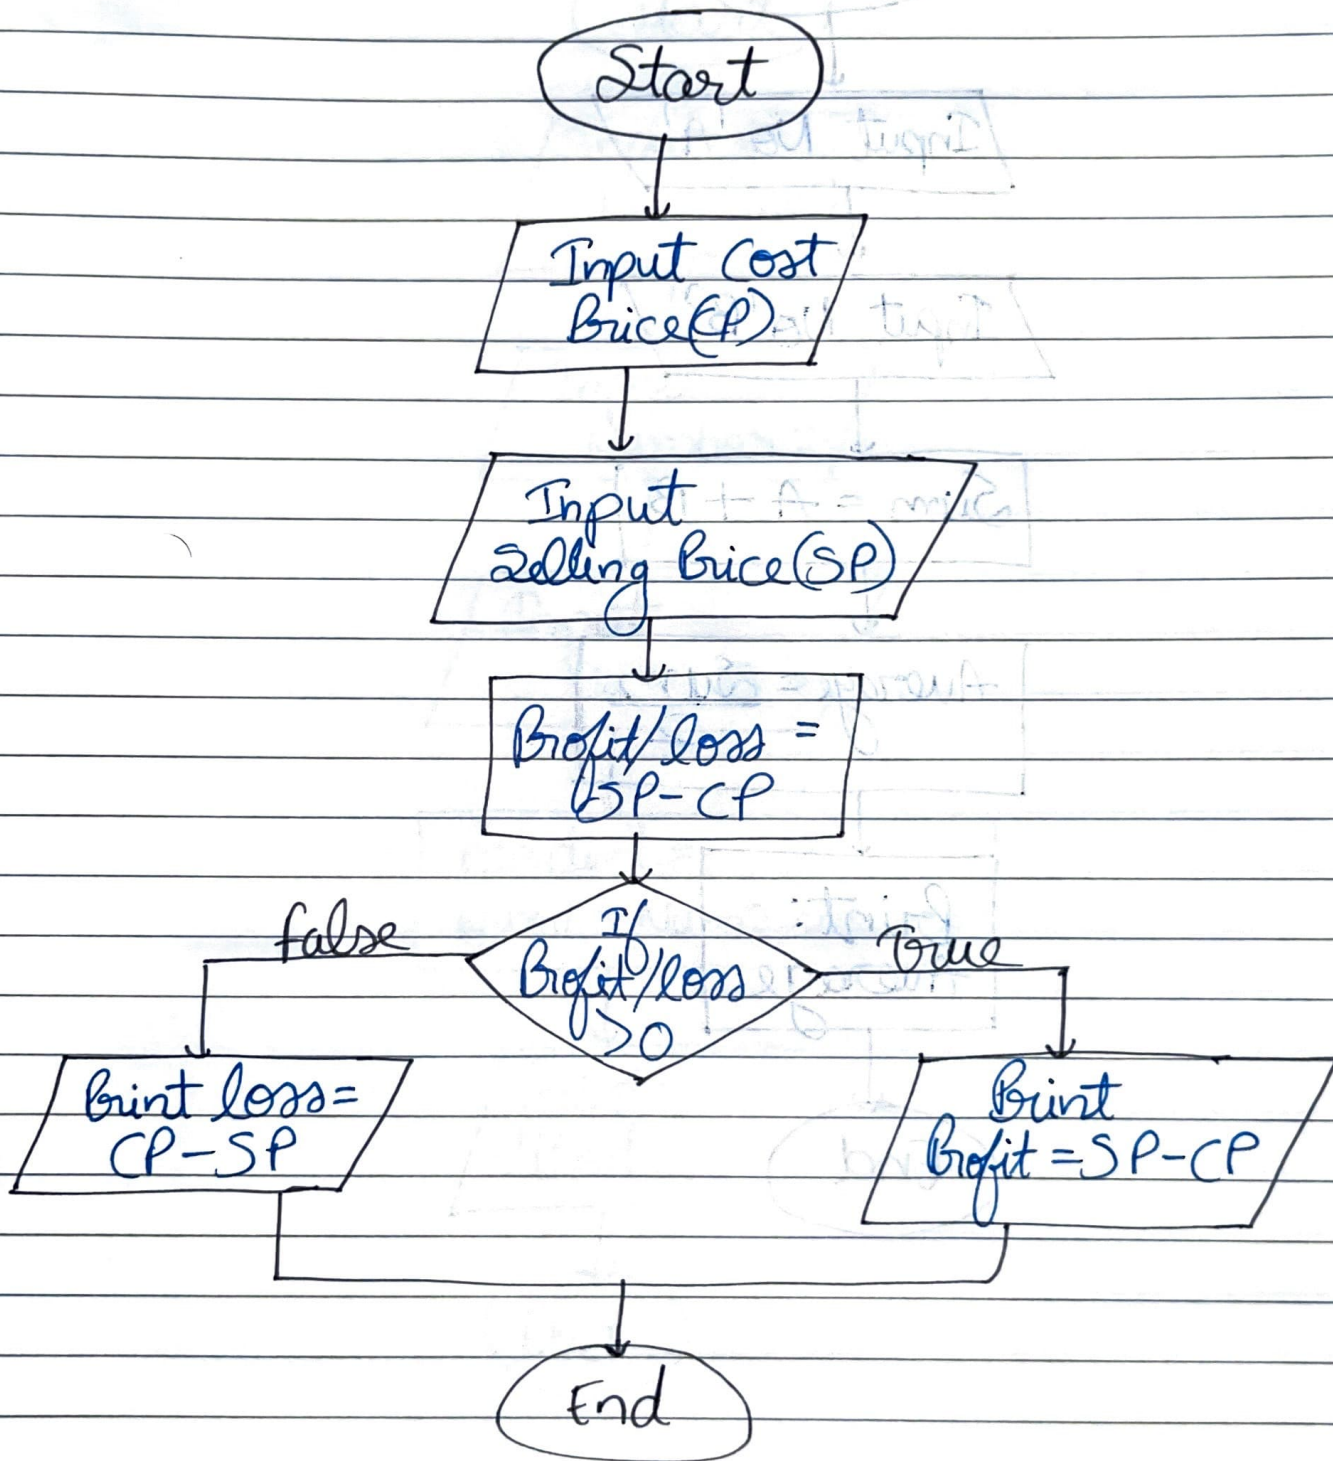 Start
Input Cost
Price(CP)
Input
Selling Price(SP)
Profit/loss =
SP-CP
false
If
Profit/loss
>0
True
Print loss=
CP-SP
Print
Profit=SP-CP
End